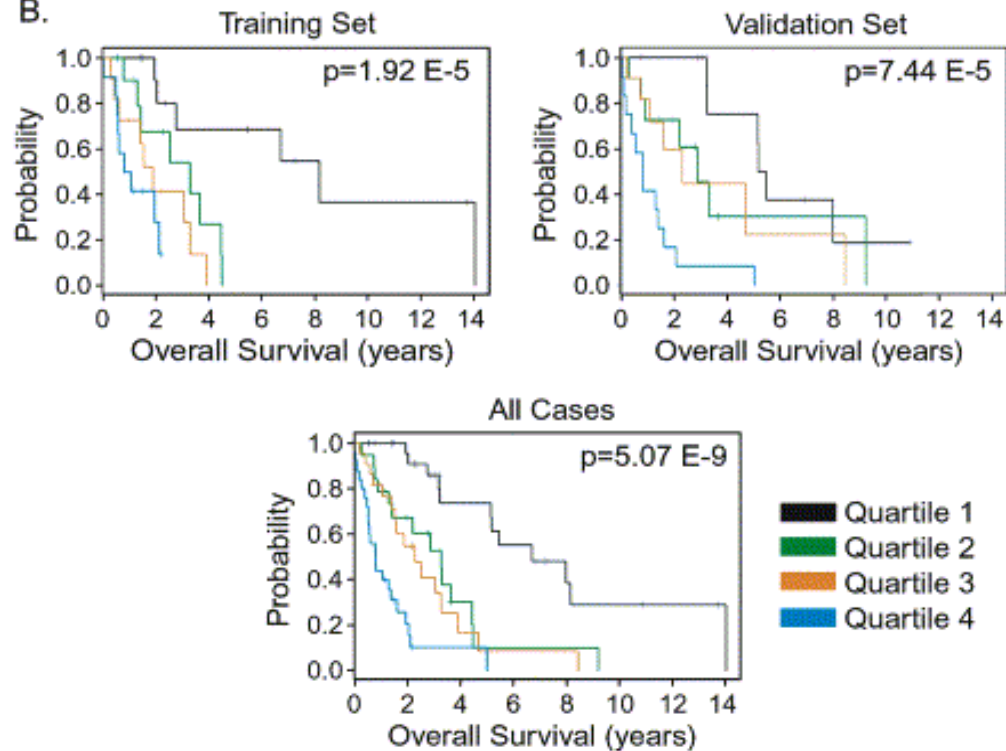 B.
Training Set
p=1.92 E-5
1.0
0.8
0.6
0.4
0.2
0.0
Probability
0 2 4 6 8 10 12 14
Overall Survival (years)
Validation Set
p=7.44 E-5
1.0
0.8
0.6
0.4
0.2
0.0
Probability
0 2 4 6 8 10 12 14
Overall Survival (years)
All Cases
p=5.07 E-9
1.0
0.8
0.6
0.4
0.2
0.0
Probability
0 2 4 6 8 10 12 14
Overall Survival (years)
Quartile 1
Quartile 2
Quartile 3
Quartile 4